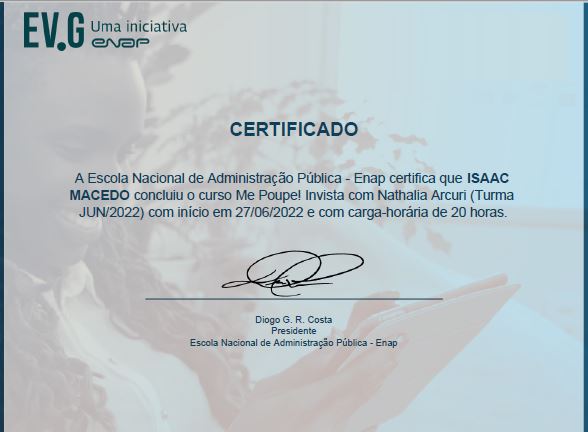 EV.G Uma iniciativa
enap
CERTIFICADO
A Escola Nacional de Administração Pública - Enap certifica que ISAAC
MACEDO concluiu o curso Me Poupe! Invista com Nathalia Arcuri (Turma
JUN/2022) com início em 27/06/2022 e com carga-horária de 20 horas.
Diogo G. R. Costa
Presidente
Escola Nacional de Administração Pública - Enap